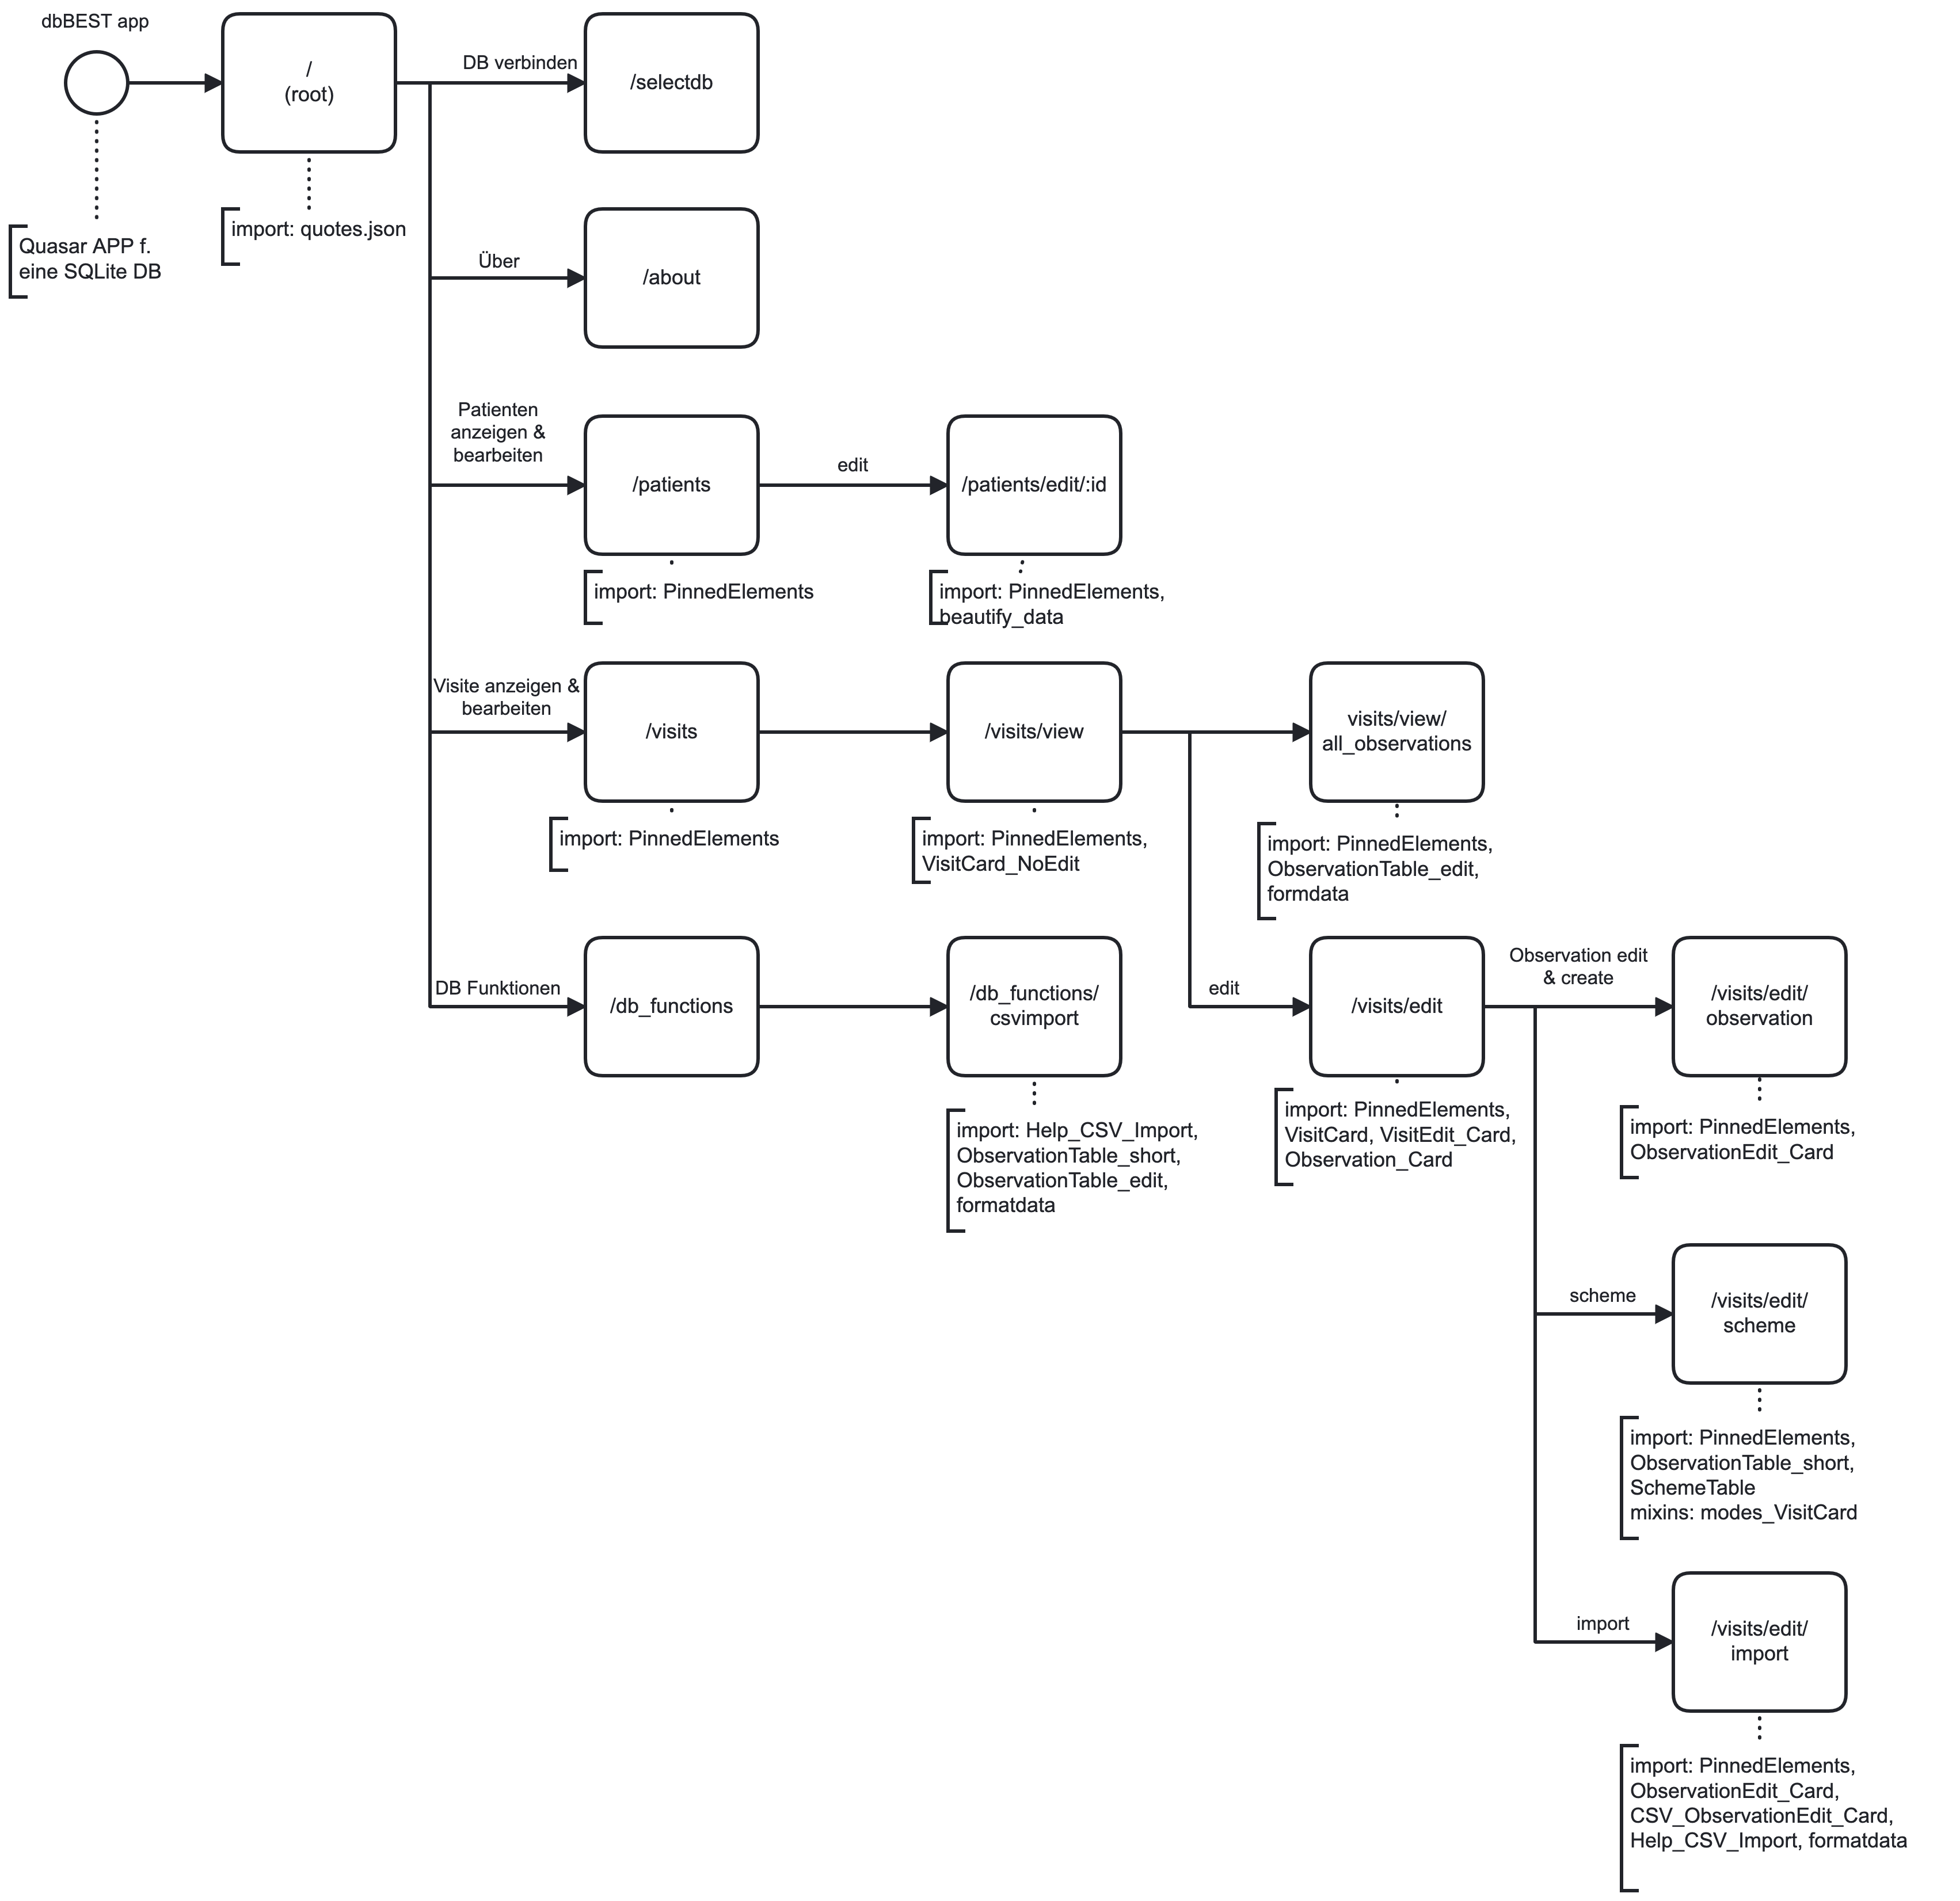 dbBEST app
/
(root)
DB verbinden
/selectdb
import: quotes.json
Quasar APP f.
eine SQLite DB
Über
/about
Patienten
anzeigen &
bearbeiten
/patients
edit
/patients/edit/:id
import: PinnedElements
import: PinnedElements,
beautify_data
Visite anzeigen &
bearbeiten
/visits
/visits/view
visits/view/
all_observations
import: PinnedElements
import: PinnedElements,
VisitCard_NoEdit
import: PinnedElements,
ObservationTable_edit,
formdata
DB Funktionen
/db_functions
/db_functions/
csvimport
edit
/visits/edit
Observation edit
& create
/visits/edit/
observation
import: Help_CSV_Import,
ObservationTable_short,
ObservationTable_edit,
formatdata
import: PinnedElements,
VisitCard, VisitEdit_Card,
Observation_Card
import: PinnedElements,
ObservationEdit_Card
scheme
/visits/edit/
scheme
import: PinnedElements,
ObservationTable_short,
SchemeTable
mixins: modes_VisitCard
import
/visits/edit/
import
import: PinnedElements,
ObservationEdit_Card,
CSV_ObservationEdit_Card,
Help_CSV_Import, formatdata